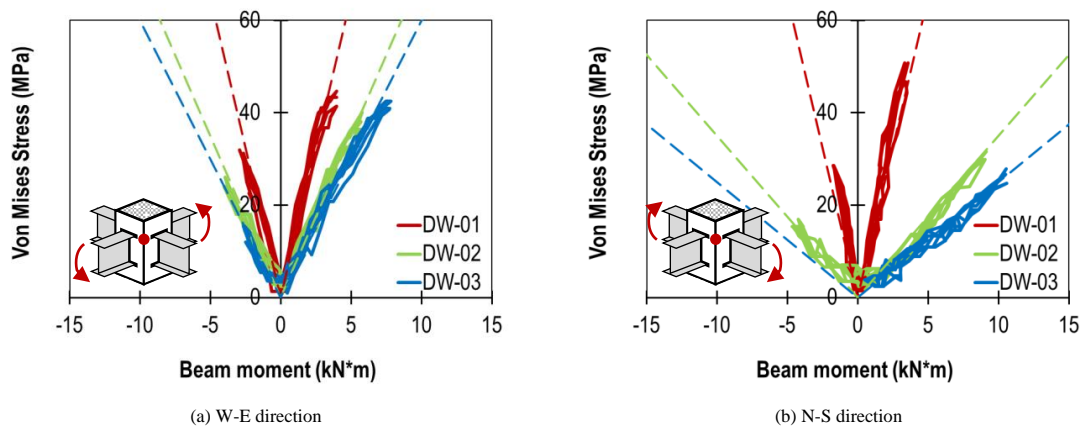 Von Mises Stress (MPa)
60
40
20
0
-15 -10 -5 0 5 10 15
DW-01
DW-02
DW-03
Beam moment (kN*m)
(a) W-E direction
Von Mises Stress (MPa)
60
40
20
0
-15 -10 -5 0 5 10 15
DW-01
DW-02
DW-03
Beam moment (kN*m)
(b) N-S direction